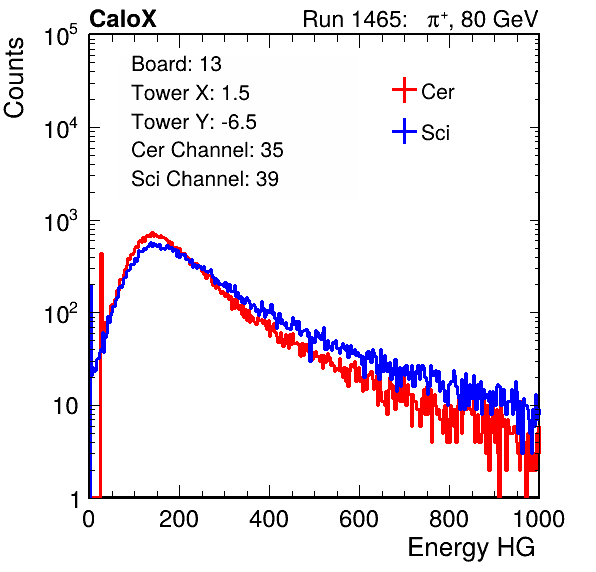 CaloX Run 1465: π⁺, 80 GeV
Counts
10⁵
10⁴
10³
10²
10
1
Board: 13
Tower X: 1.5
Tower Y: -6.5
Cer Channel: 35
Sci Channel: 39
Cer
Sci
0 200 400 600 800 1000
Energy HG